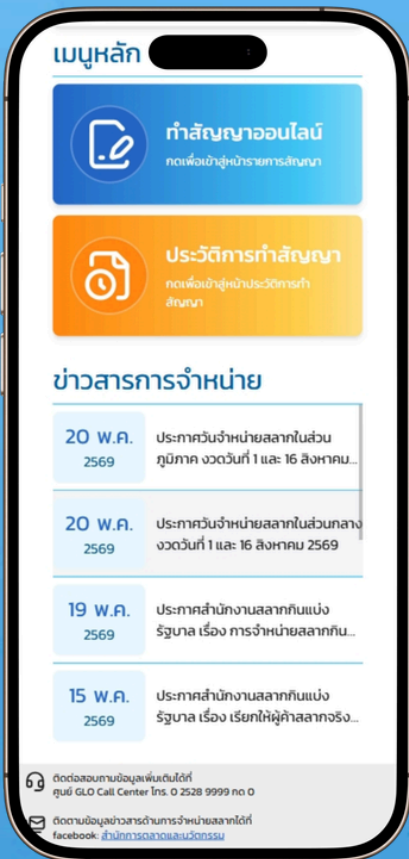 เมนูหลัก
ทำสัญญาออนไลน์
กดเพื่อเข้าสู่หน้ารายการสัญญา
ประวัติการทำสัญญา
กดเพื่อเข้าสู่หน้าประวัติการทำ
สัญญา
ข่าวสารการจำหน่าย
20 พ.ค.
2569
ประกาศวันจำหน่ายสลากในส่วน
ภูมิภาค งวดวันที่ 1 และ 16 สิงหาคม...
20 พ.ค.
2569
ประกาศวันจำหน่ายสลากในส่วนกลาง
งวดวันที่ 1 และ 16 สิงหาคม 2569
19 พ.ค.
2569
ประกาศสำนักงานสลากกินแบ่ง
รัฐบาล เรื่อง การจำหน่ายสลากกิน...
15 พ.ค.
2569
ประกาศสำนักงานสลากกินแบ่ง
รัฐบาล เรื่อง เรียกให้ผู้ค้าสลากจริง...
ติดต่อสอบถามข้อมูลเพิ่มเติมได้ที่
ศูนย์ GLO Call Center โทร. 0 2528 9999 กด 0
ติดตามข้อมูลข่าวสารด้านการจำหน่ายสลากได้ที่
facebook: สำนักการตลาดและนวัตกรรม